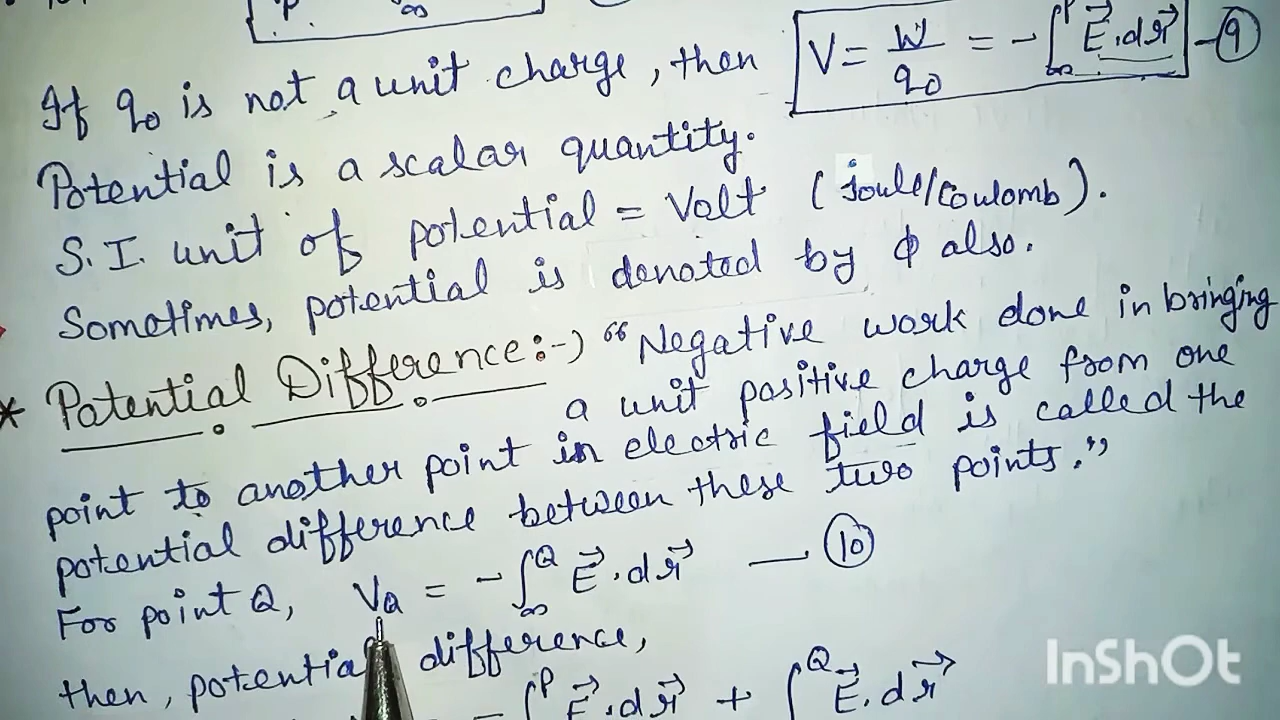 P. ∞
If q₀ is not a unit charge, then V = W/q₀ = -∫∞^P E⃗.dr⃗ -⑨
Potential is a scalar quantity.
S.I. unit of potential = Volt (joule/coulomb).
Sometimes, potential is denoted by ϕ also.
* Potential Difference:-) “Negative work done in bringing
a unit positive charge from one
point to another point in electric field is called the
potential difference between these two points.”
For point Q, V_Q = -∫∞^Q E⃗.dr⃗ — ⑩
then, potential difference,
- ∫^P E⃗.dr⃗ + ∫^Q E⃗.dr⃗
InShOt